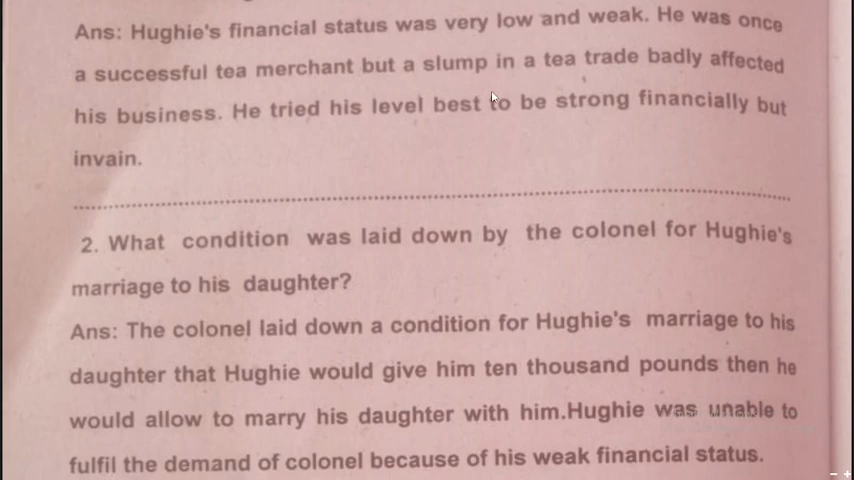 Ans: Hughie's financial status was very low and weak. He was once
a successful tea merchant but a slump in a tea trade badly affected
his business. He tried his level best to be strong financially but
invain.
2. What condition was laid down by the colonel for Hughie's
marriage to his daughter?
Ans: The colonel laid down a condition for Hughie's marriage to his
daughter that Hughie would give him ten thousand pounds then he
would allow to marry his daughter with him.Hughie was unable to
fulfil the demand of colonel because of his weak financial status.